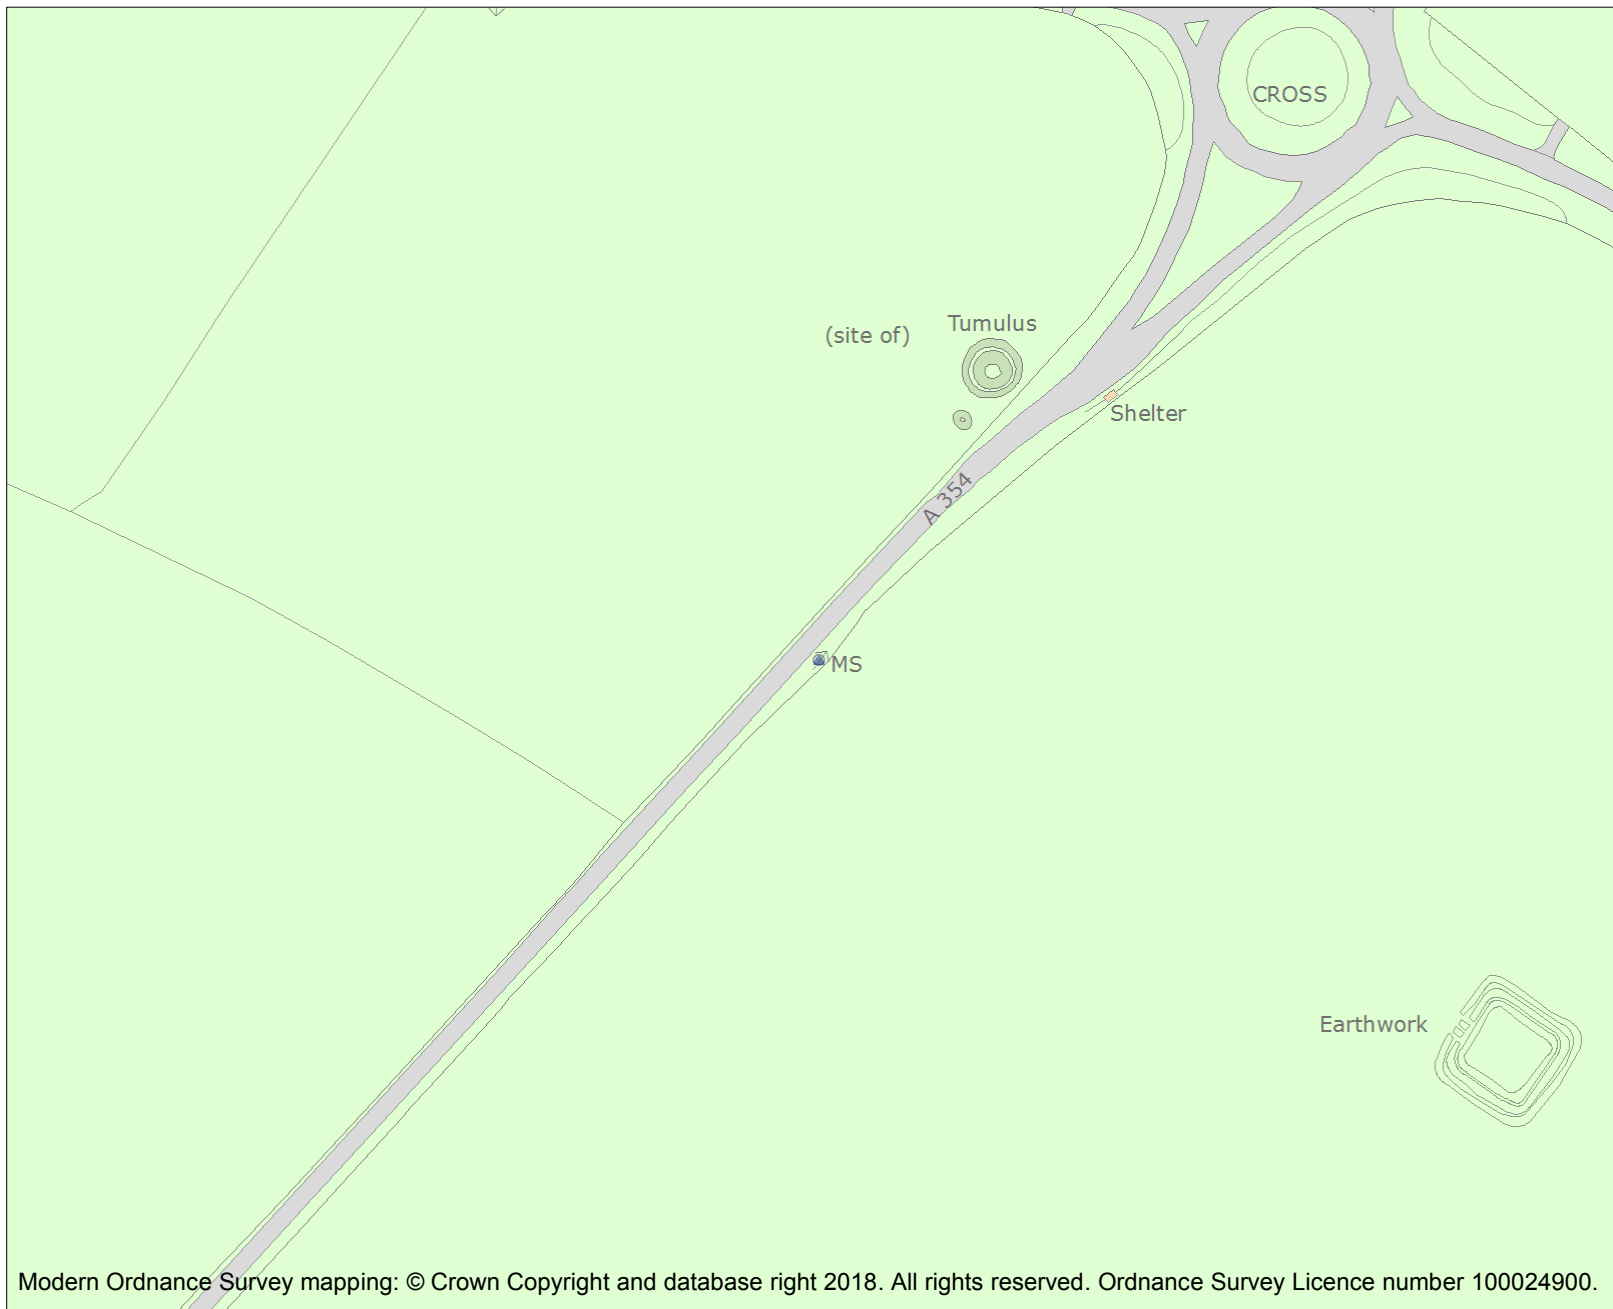 CROSS
Tumulus
(site of)
Shelter
A 354
MS
Earthwork
Modern Ordnance Survey mapping: © Crown Copyright and database right 2018. All rights reserved. Ordnance Survey Licence number 100024900.